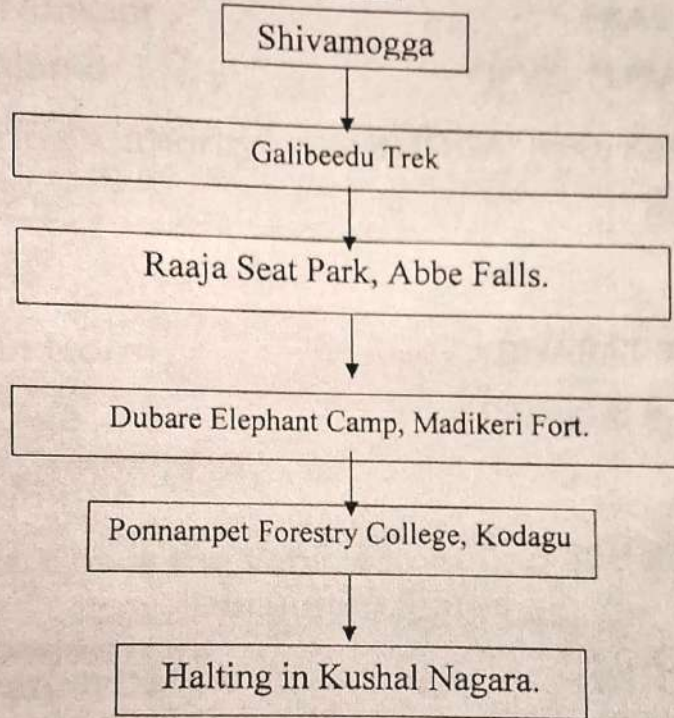 Shivamogga
Galibeedu Trek
Raaja Seat Park, Abbe Falls.
Dubare Elephant Camp, Madikeri Fort.
Ponnampet Forestry College, Kodagu
Halting in Kushal Nagara.